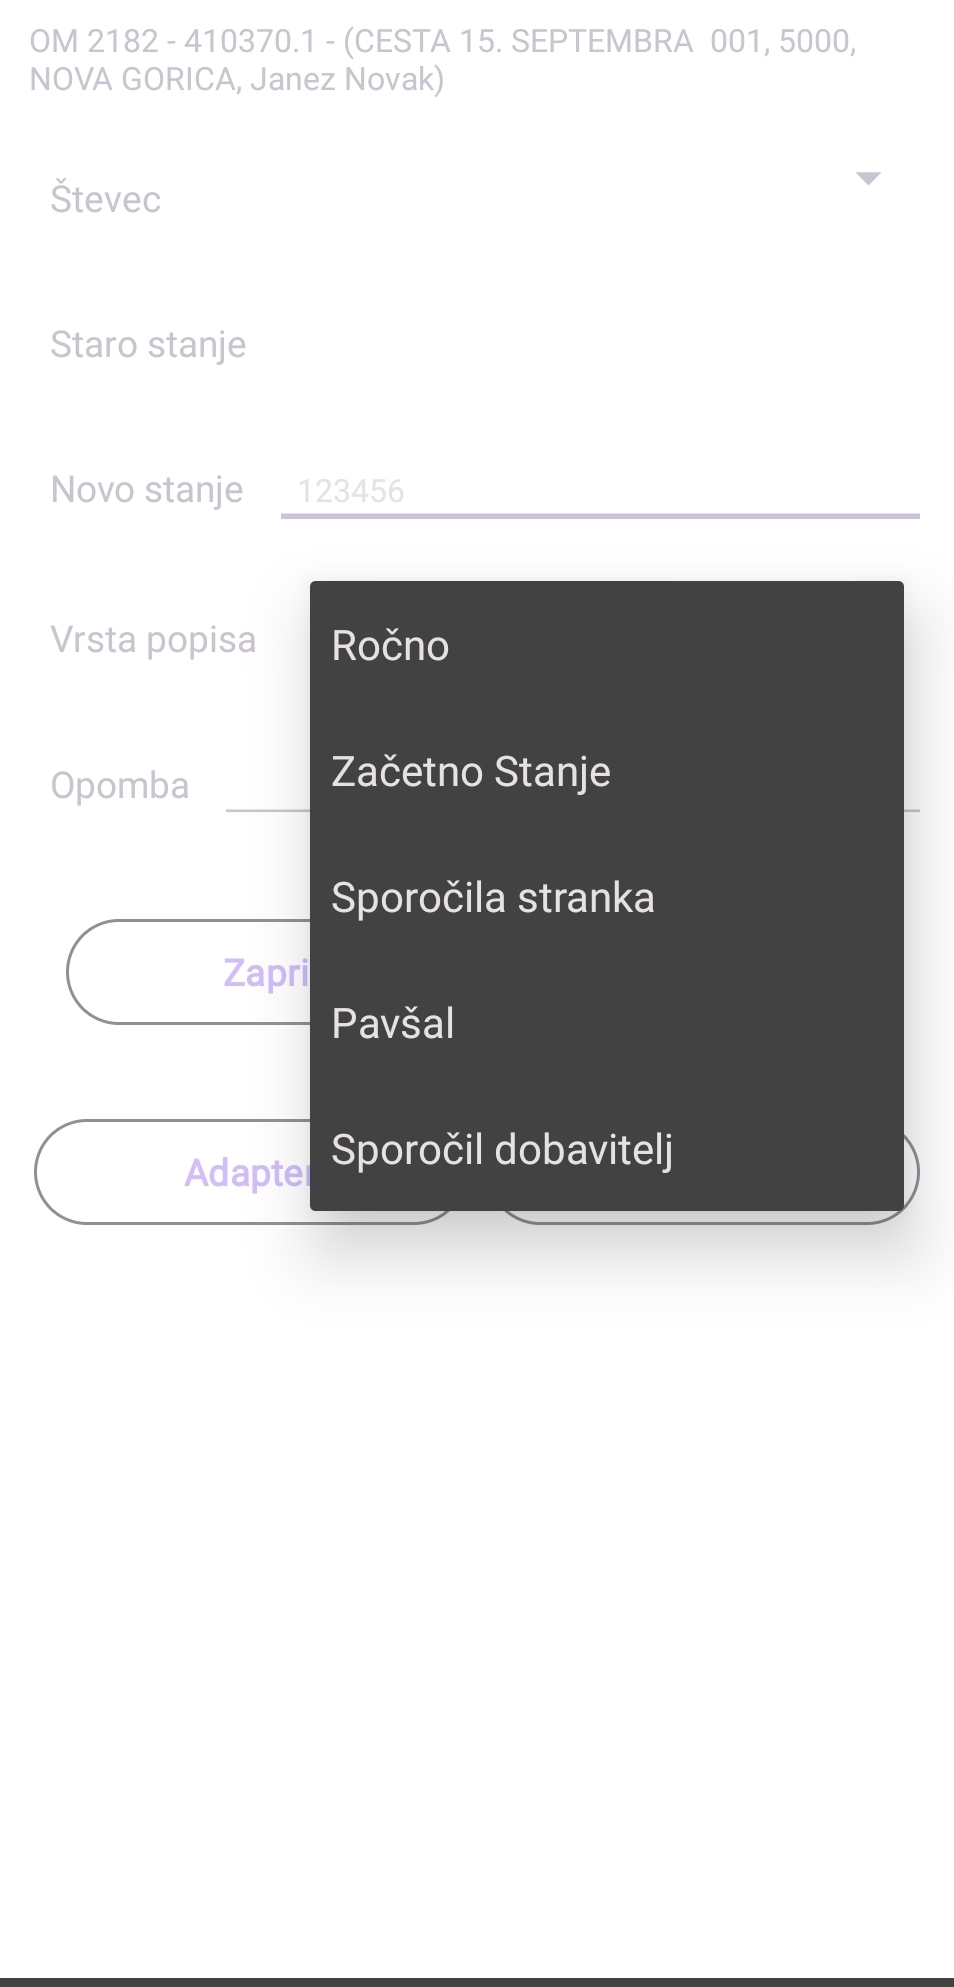 OM 2182 - 410370.1 - (CESTA 15. SEPTEMBRA  001, 5000,
NOVA GORICA, Janez Novak)
Števec
Staro stanje
Novo stanje 123456
Vrsta popisa
Ročno
Začetno Stanje
Opomba
Sporočila stranka
Zapri
Pavšal
Sporočil dobavitelj
Adapter